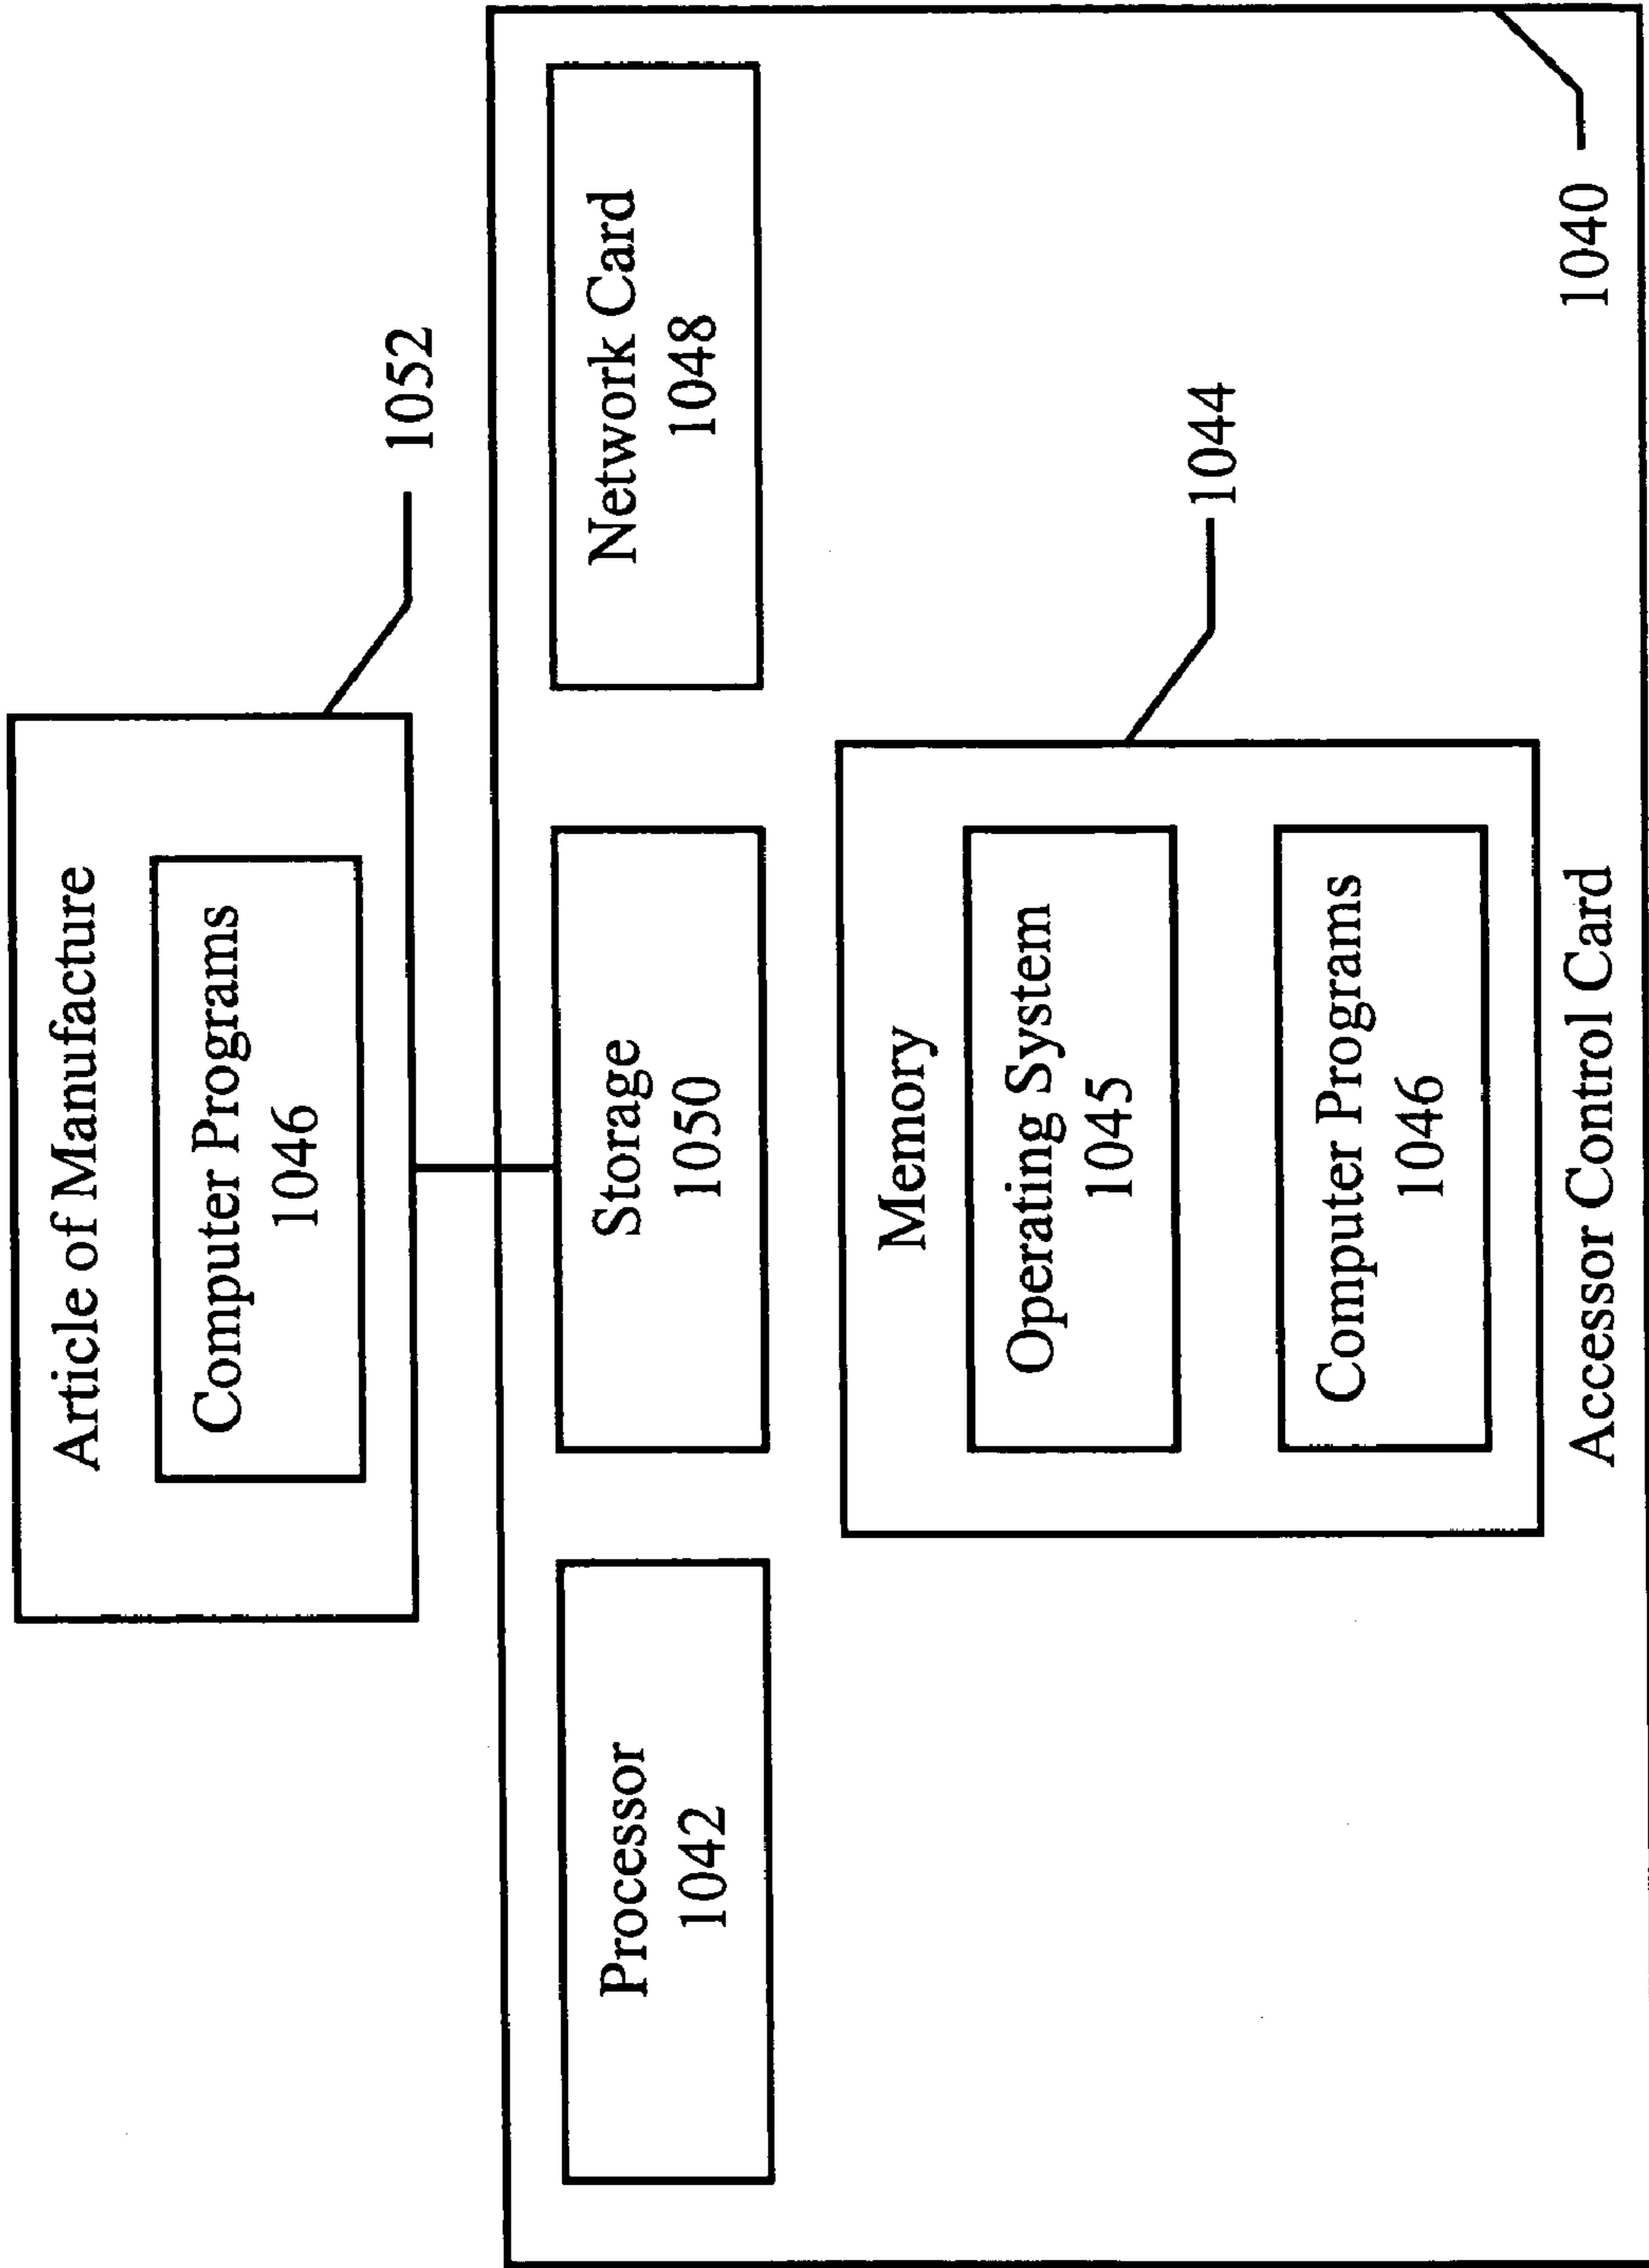 Article of Manufacture
Computer Programs
1046
1052
Processor
1042
Storage
1050
Network Card
1048
Memory
1044
Operating System
1045
Computer Programs
1046
Accessor Control Card
1040